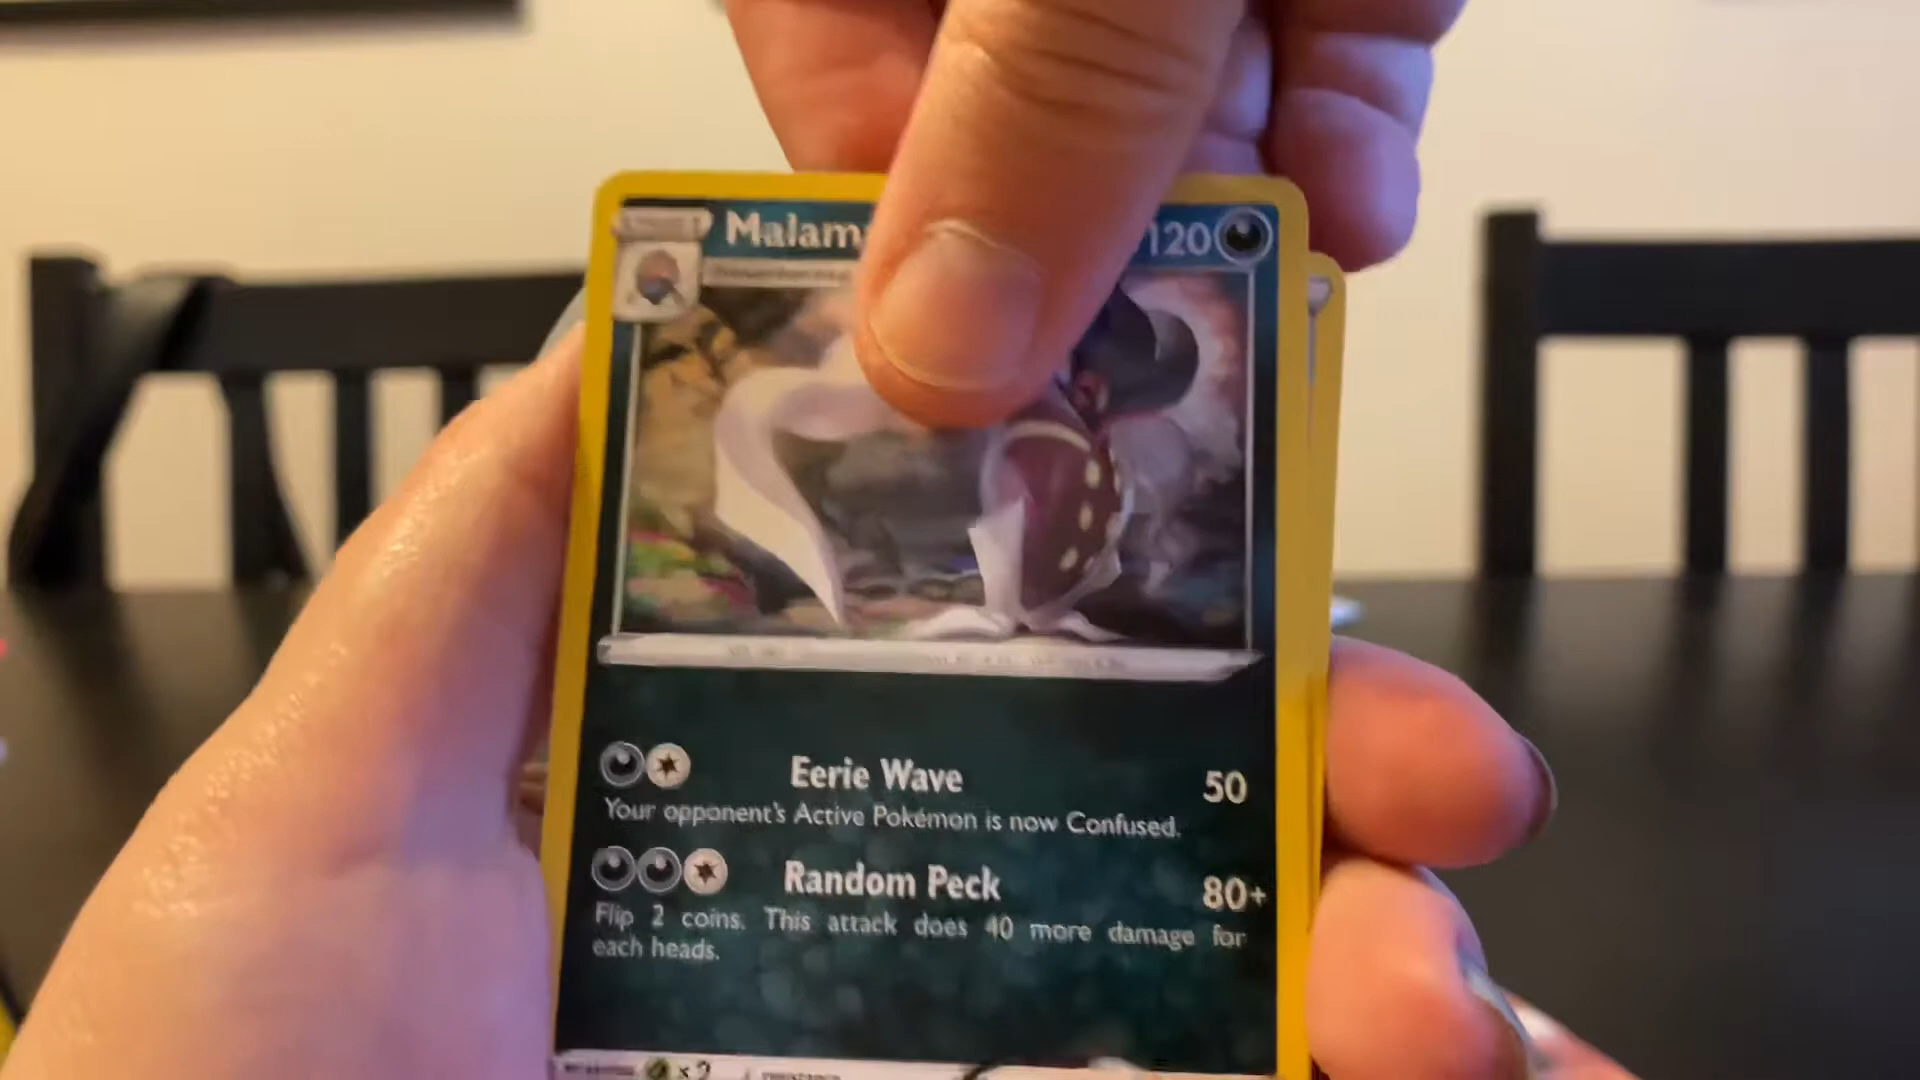 Malam
120
Eerie Wave 50
Your opponent's Active Pokémon is now Confused.
Random Peck 80+
Flip 2 coins. This attack does 40 more damage for
each heads.
×2